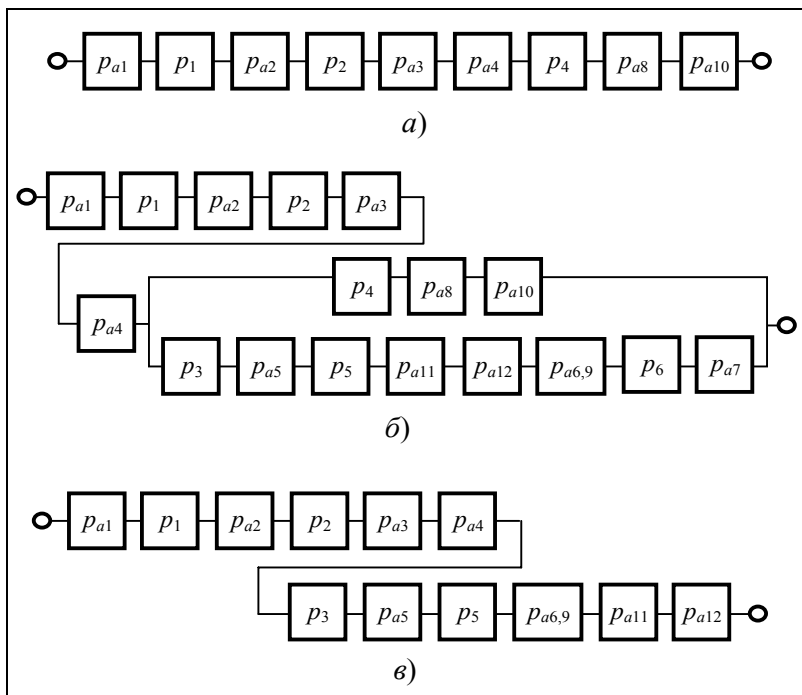 pa1 p1 pa2 p2 pa3 pa4 p4 pa8 pa10
а)
pa1 p1 pa2 p2 pa3
p4 pa8 pa10
pa4
p3 pa5 p5 pa11 pa12 pa6,9 p6 pa7
б)
pa1 p1 pa2 p2 pa3 pa4
p3 pa5 p5 pa6,9 pa11 pa12
в)